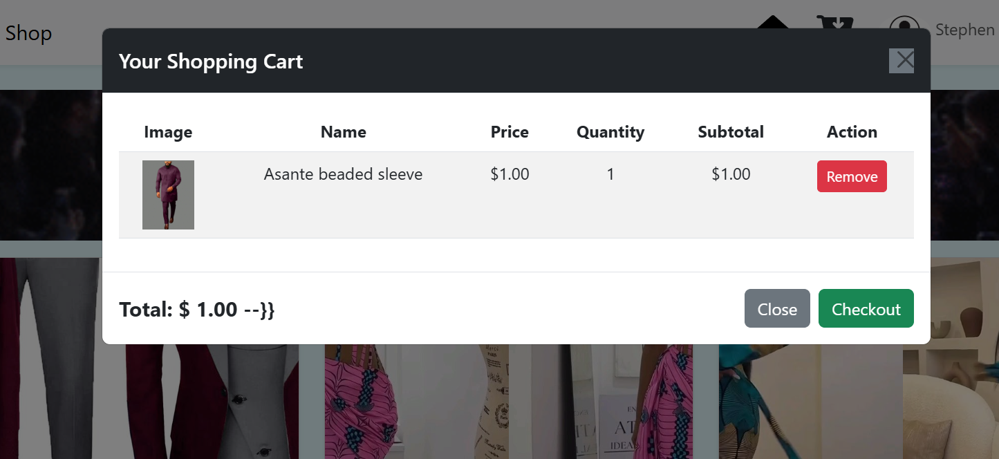 Shop
Stephen
Your Shopping Cart
Image Name Price Quantity Subtotal Action
Asante beaded sleeve $1.00 1 $1.00 Remove
Total: $ 1.00 --}} Close Checkout
PARIS